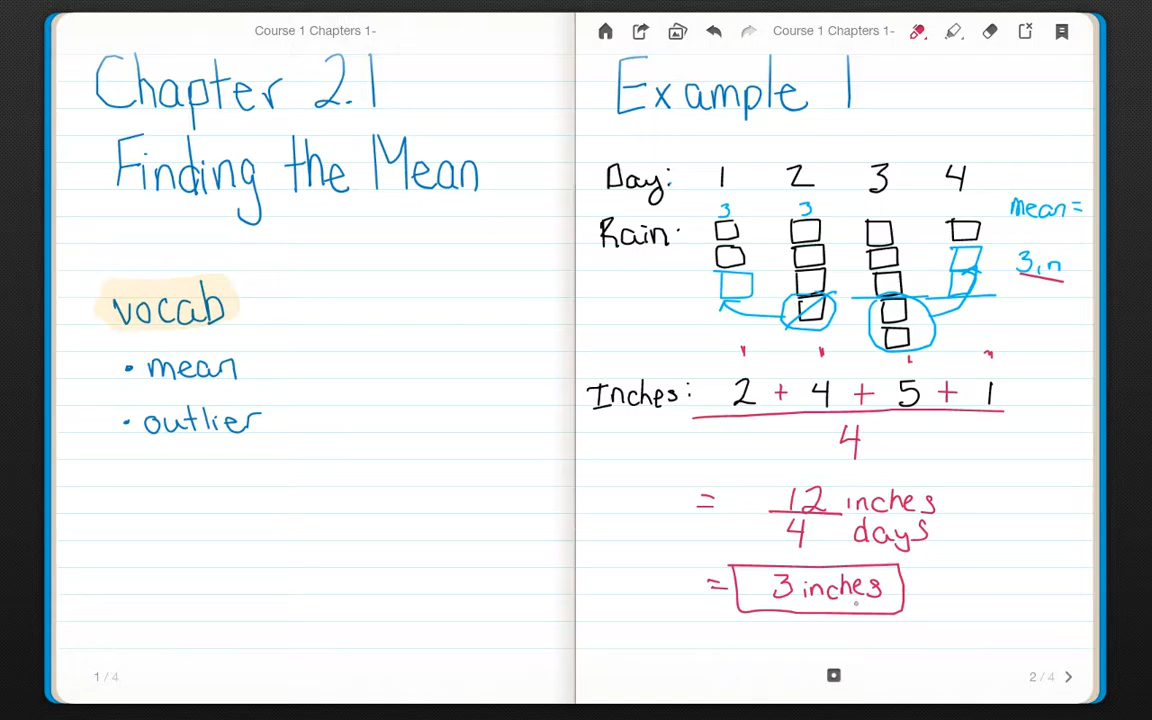 Course 1 Chapters 1-
Chapter 2.1
Finding the Mean
vocab
• mean
• outlier
1 / 4
Course 1 Chapters 1-
Example 1
Day: 1 2 3 4
3 3
Mean =
Rain:
3 in
Inches: 2 + 4 + 5 + 1
4
= 12 inches
4 days
= 3 inches
2 / 4